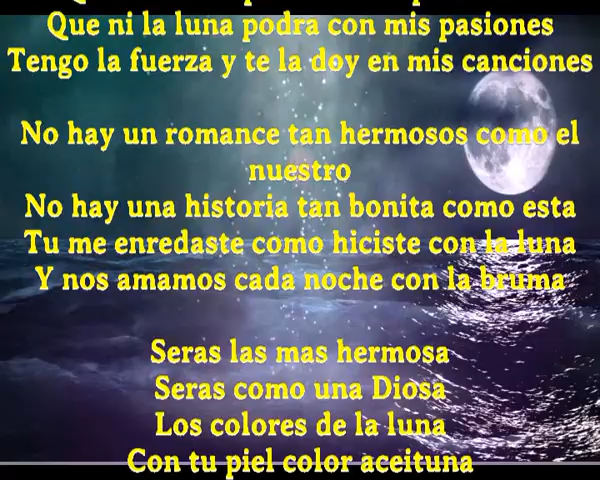 Que ni la luna podra con mis pasiones
Tengo la fuerza y te la doy en mis canciones
No hay un romance tan hermosos como el
nuestro
No hay una historia tan bonita como esta
Tu me enredaste como hiciste con la luna
Y nos amamos cada noche con la bruma
Seras las mas hermosa
Seras como una Diosa
Los colores de la luna
Con tu piel color aceituna